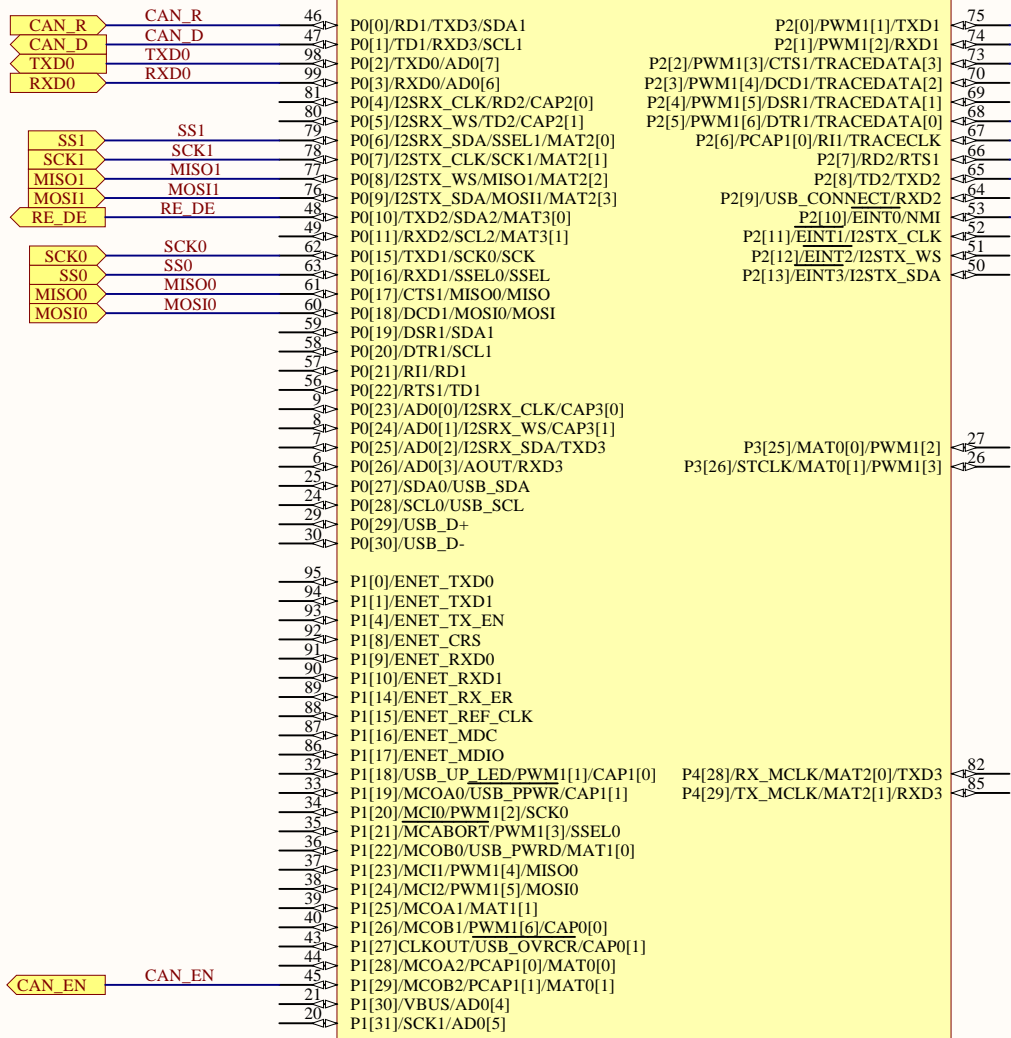 CAN_R CAN_R 46 P0[0]/RD1/TXD3/SDA1 P2[0]/PWM1[1]/TXD1 75
CAN_D CAN_D 47 P0[1]/TD1/RXD3/SCL1 P2[1]/PWM1[2]/RXD1 74
TXD0 TXD0 98 P0[2]/TXD0/AD0[7] P2[2]/PWM1[3]/CTS1/TRACEDATA[3] 73
RXD0 RXD0 99 P0[3]/RXD0/AD0[6] P2[3]/PWM1[4]/DCD1/TRACEDATA[2] 70
81 P0[4]/I2SRX_CLK/RD2/CAP2[0] P2[4]/PWM1[5]/DSR1/TRACEDATA[1] 69
80 P0[5]/I2SRX_WS/TD2/CAP2[1] P2[5]/PWM1[6]/DTR1/TRACEDATA[0] 68
SS1 SS1 79 P0[6]/I2SRX_SDA/SSEL1/MAT2[0] P2[6]/PCAP1[0]/RI1/TRACECLK 67
SCK1 SCK1 78 P0[7]/I2STX_CLK/SCK1/MAT2[1] P2[7]/RD2/RTS1 66
MISO1 MISO1 77 P0[8]/I2STX_WS/MISO1/MAT2[2] P2[8]/TD2/TXD2 65
MOSI1 MOSI1 76 P0[9]/I2STX_SDA/MOSI1/MAT2[3] P2[9]/USB_CONNECT/RXD2 64
RE_DE RE_DE 48 P0[10]/TXD2/SDA2/MAT3[0] P2[10]/EINT0/NMI 53
49 P0[11]/RXD2/SCL2/MAT3[1] P2[11]/EINT1/I2STX_CLK 52
SCK0 SCK0 62 P0[15]/TXD1/SCK0/SCK P2[12]/EINT2/I2STX_WS 51
SS0 SS0 63 P0[16]/RXD1/SSEL0/SSEL P2[13]/EINT3/I2STX_SDA 50
MISO0 MISO0 61 P0[17]/CTS1/MISO0/MISO
MOSI0 MOSI0 60 P0[18]/DCD1/MOSI0/MOSI
59 P0[19]/DSR1/SDA1
58 P0[20]/DTR1/SCL1
57 P0[21]/RI1/RD1
56 P0[22]/RTS1/TD1
9 P0[23]/AD0[0]/I2SRX_CLK/CAP3[0]
8 P0[24]/AD0[1]/I2SRX_WS/CAP3[1]
7 P0[25]/AD0[2]/I2SRX_SDA/TXD3 P3[25]/MAT0[0]/PWM1[2] 27
6 P0[26]/AD0[3]/AOUT/RXD3 P3[26]/STCLK/MAT0[1]/PWM1[3] 26
25 P0[27]/SDA0/USB_SDA
24 P0[28]/SCL0/USB_SCL
29 P0[29]/USB_D+
30 P0[30]/USB_D-
95 P1[0]/ENET_TXD0
94 P1[1]/ENET_TXD1
93 P1[4]/ENET_TX_EN
92 P1[8]/ENET_CRS
91 P1[9]/ENET_RXD0
90 P1[10]/ENET_RXD1
89 P1[14]/ENET_RX_ER
88 P1[15]/ENET_REF_CLK
87 P1[16]/ENET_MDC
86 P1[17]/ENET_MDIO
32 P1[18]/USB_UP_LED/PWM1[1]/CAP1[0] P4[28]/RX_MCLK/MAT2[0]/TXD3 82
33 P1[19]/MCOA0/USB_PPWR/CAP1[1] P4[29]/TX_MCLK/MAT2[1]/RXD3 85
34 P1[20]/MCI0/PWM1[2]/SCK0
35 P1[21]/MCABORT/PWM1[3]/SSEL0
36 P1[22]/MCOB0/USB_PWRD/MAT1[0]
37 P1[23]/MCI1/PWM1[4]/MISO0
38 P1[24]/MCI2/PWM1[5]/MOSI0
39 P1[25]/MCOA1/MAT1[1]
40 P1[26]/MCOB1/PWM1[6]/CAP0[0]
43 P1[27]CLKOUT/USB_OVRCR/CAP0[1]
44 P1[28]/MCOA2/PCAP1[0]/MAT0[0]
CAN_EN CAN_EN 45 P1[29]/MCOB2/PCAP1[1]/MAT0[1]
21 P1[30]/VBUS/AD0[4]
20 P1[31]/SCK1/AD0[5]